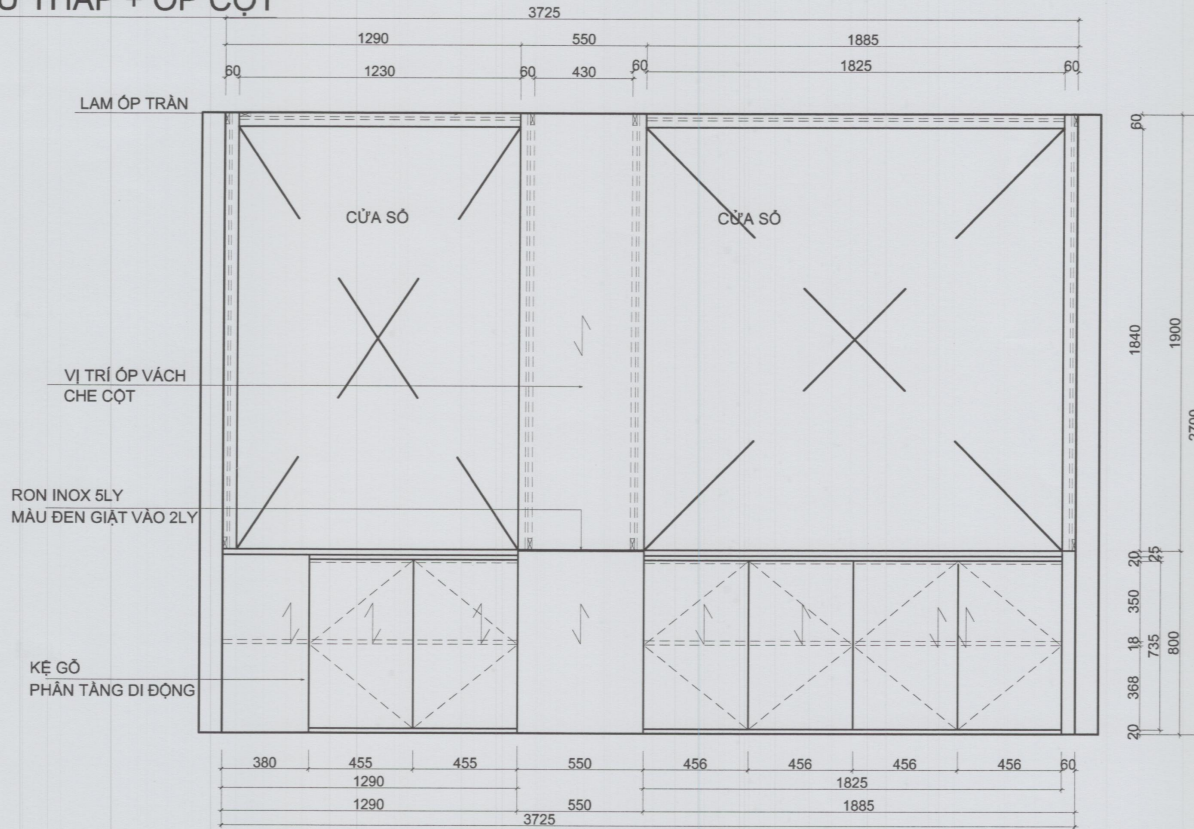 THẤP + ỐP CỘT
3725
1290 550 1885
60 1230 60 430 60 1825 60
LAM ỐP TRẦN
60
CỬA SỔ CỬA SỔ
1840 1900
2700
VỊ TRÍ ỐP VÁCH
CHE CỘT
RON INOX 5LY
MÀU ĐEN GIẬT VÀO 2LY
20 25
350
18 735 800
368
20
KỆ GỖ
PHÂN TẦNG DI ĐỘNG
380 455 455 550 456 456 456 456 60
1290 1825
1290 550 1885
3725